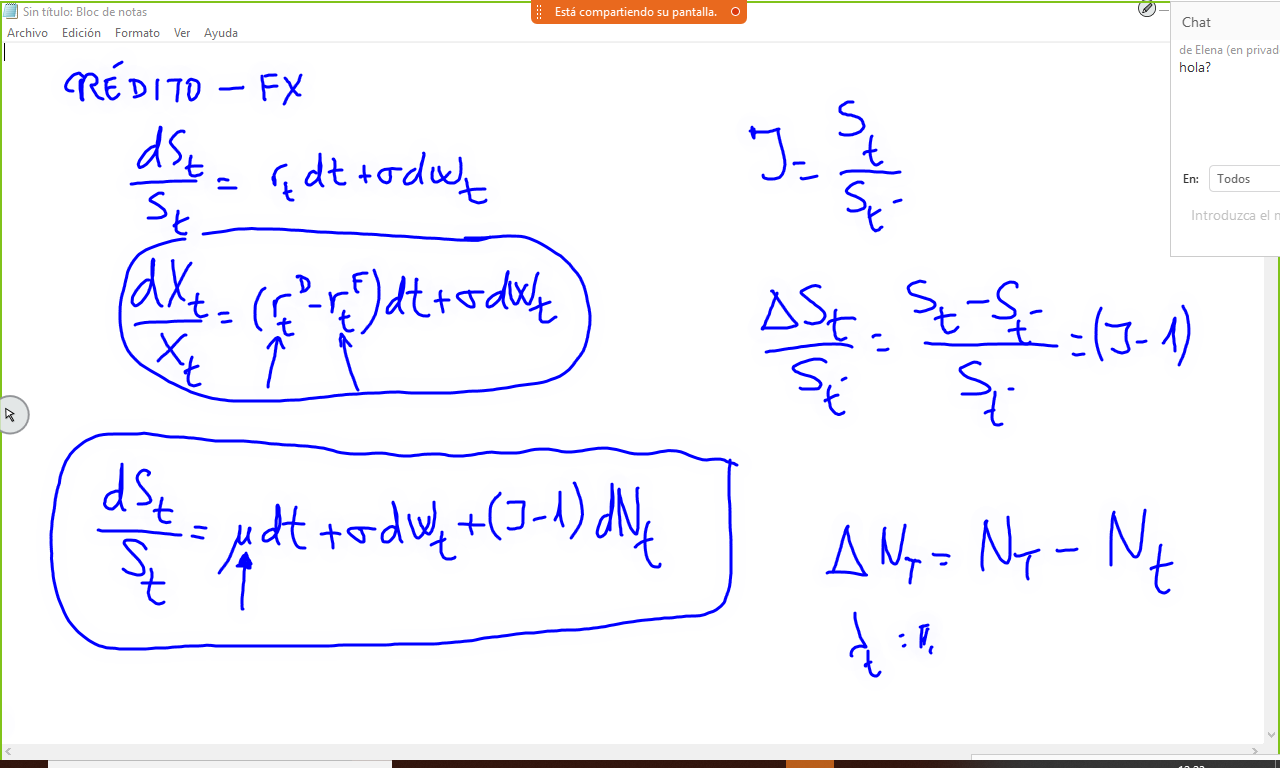 Sin título: Bloc de notas
Está compartiendo su pantalla.
Archivo Edición Formato Ver Ayuda
Chat
de Elena (en privad
hola?
En: Todos
Introduzca el n
CRÉDITO - FX
dS_t / S_t = r_t dt + σ dW_t
dX_t / X_t = (r_t^D - r_t^F) dt + σ dW_t
dS_t / S_t = μ dt + σ dW_t + (J - 1) dN_t
J = S_t / S_t-
ΔS_t / S_t- = S_t - S_t- / S_t- = (J - 1)
ΔN_T = N_T - N_t